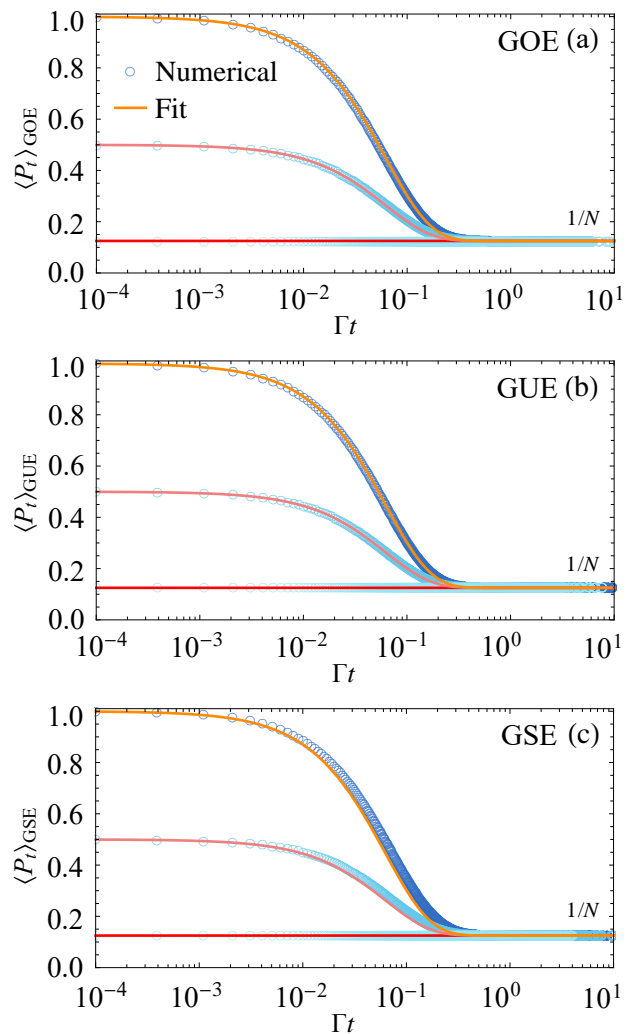 1.0
0.8
0.6
0.4
0.2
0.0
⟨P_t⟩_GOE
GOE (a)
Numerical
Fit
1/N
10^-4 10^-3 10^-2 10^-1 10^0 10^1
Γt
1.0
0.8
0.6
0.4
0.2
0.0
⟨P_t⟩_GUE
GUE (b)
1/N
10^-4 10^-3 10^-2 10^-1 10^0 10^1
Γt
1.0
0.8
0.6
0.4
0.2
0.0
⟨P_t⟩_GSE
GSE (c)
1/N
10^-4 10^-3 10^-2 10^-1 10^0 10^1
Γt